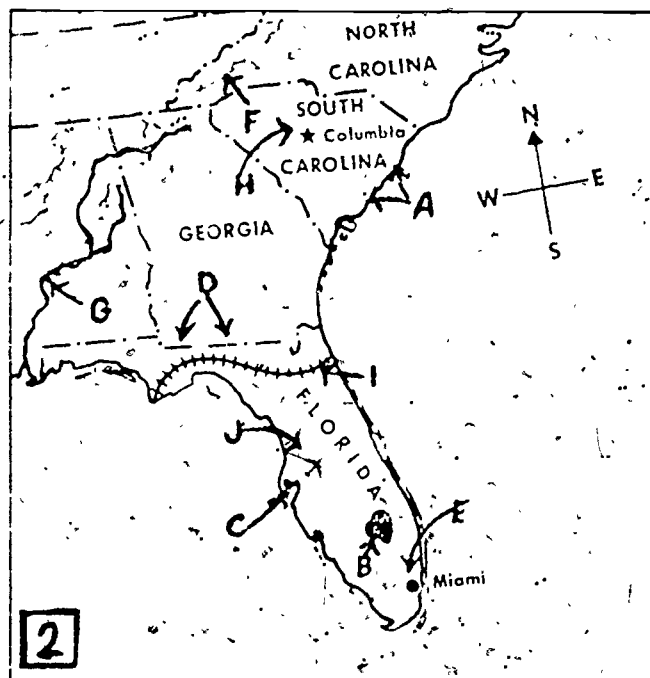 NORTH
CAROLINA
F
SOUTH
Columbia
CAROLINA
H
A
N
W
E
S
GEORGIA
D
G
I
FLORIDA
J
C
B
E
Miami
2